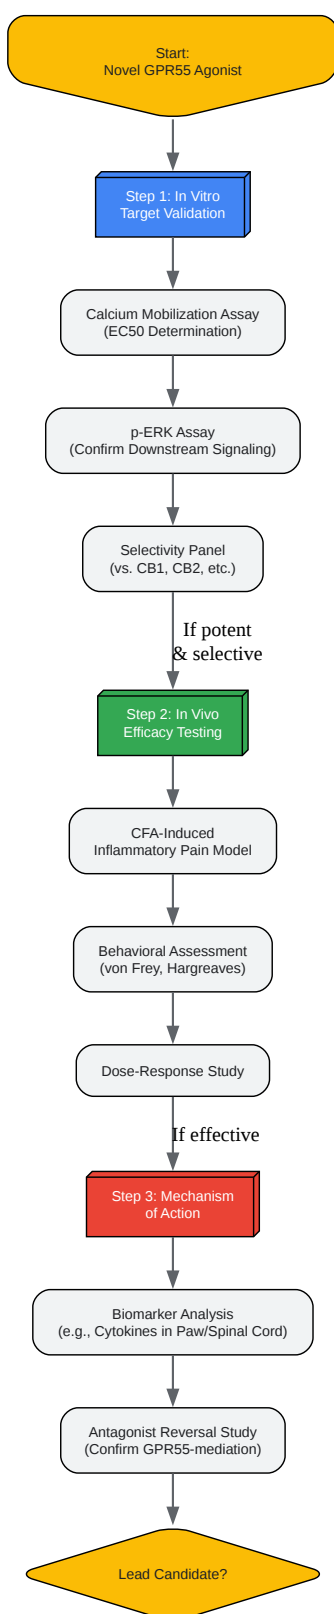 Start:
Novel GPR55 Agonist
Step 1: In Vitro
Target Validation
Calcium Mobilization Assay
(EC50 Determination)
p-ERK Assay
(Confirm Downstream Signaling)
Selectivity Panel
(vs. CB1, CB2, etc.)
If potent
& selective
Step 2: In Vivo
Efficacy Testing
CFA-Induced
Inflammatory Pain Model
Behavioral Assessment
(von Frey, Hargreaves)
Dose-Response Study
If effective
Step 3: Mechanism
of Action
Biomarker Analysis
(e.g., Cytokines in Paw/Spinal Cord)
Antagonist Reversal Study
(Confirm GPR55-mediation)
Lead Candidate?